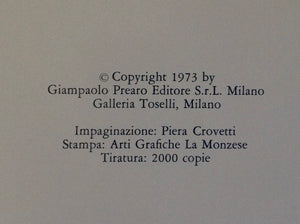 © Copyright 1973 by
Giampaolo Prearo Editore S.r.L. Milano
Galleria Toselli, Milano
Impaginazione: Piera Crovetti
Stampa: Arti Grafiche La Monzese
Tiratura: 2000 copie